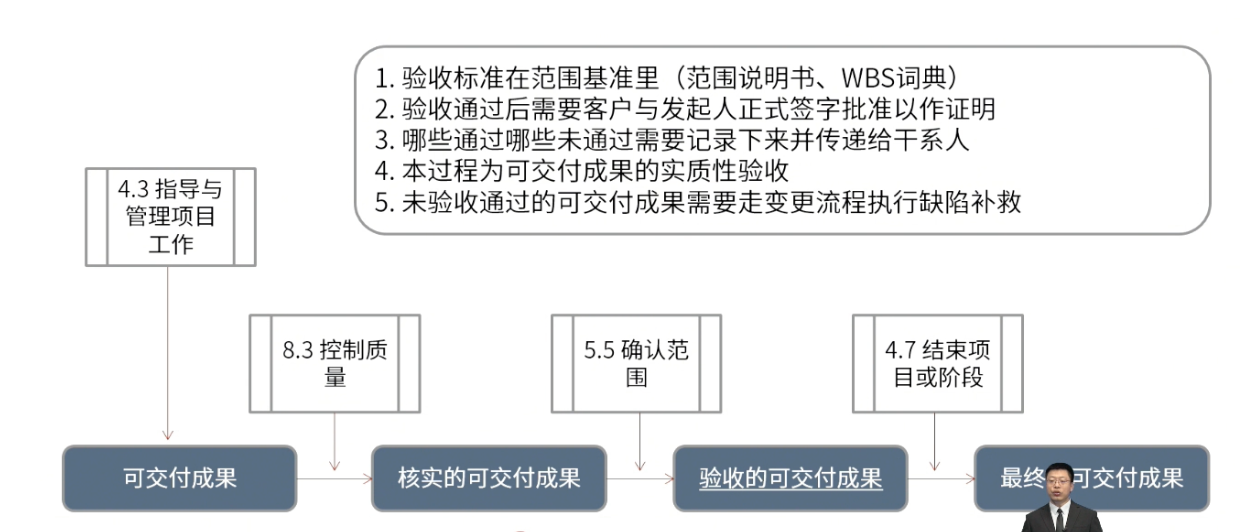 1. 验收标准在范围基准里（范围说明书、WBS词典）
2. 验收通过后需要客户与发起人正式签字批准以作证明
3. 哪些通过哪些未通过需要记录下来并传递给干系人
4. 本过程为可交付成果的实质性验收
5. 未验收通过的可交付成果需要走变更流程执行缺陷补救
4.3 指导与
管理项目
工作
8.3 控制质
量
5.5 确认范
围
4.7 结束项
目或阶段
可交付成果
核实的可交付成果
验收的可交付成果
最终 可交付成果